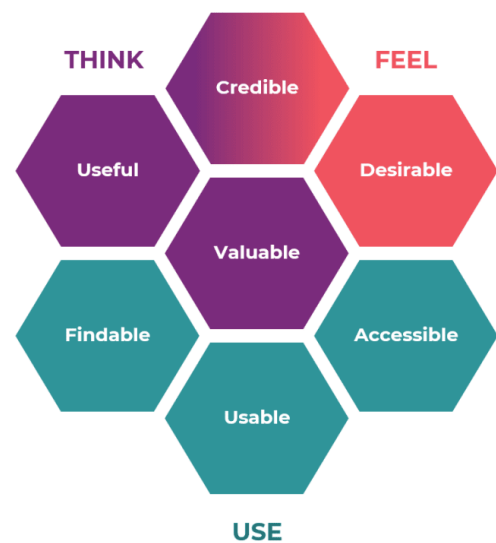 THINK
FEEL
Credible
Useful
Desirable
Valuable
Findable
Accessible
Usable
USE